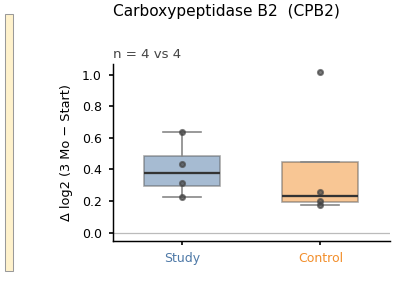 Carboxypeptidase B2  (CPB2)
n = 4 vs 4
Δ log2 (3 Mo − Start)
1.0
0.8
0.6
0.4
0.2
0.0
Study
Control